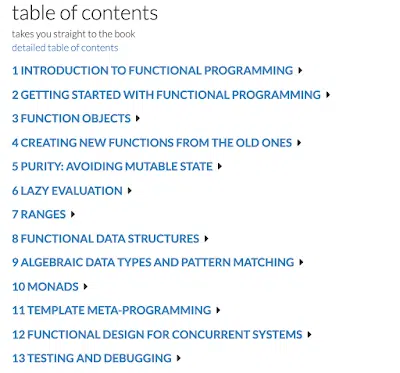 table of contents
takes you straight to the book
detailed table of contents
1 INTRODUCTION TO FUNCTIONAL PROGRAMMING
2 GETTING STARTED WITH FUNCTIONAL PROGRAMMING
3 FUNCTION OBJECTS
4 CREATING NEW FUNCTIONS FROM THE OLD ONES
5 PURITY: AVOIDING MUTABLE STATE
6 LAZY EVALUATION
7 RANGES
8 FUNCTIONAL DATA STRUCTURES
9 ALGEBRAIC DATA TYPES AND PATTERN MATCHING
10 MONADS
11 TEMPLATE META-PROGRAMMING
12 FUNCTIONAL DESIGN FOR CONCURRENT SYSTEMS
13 TESTING AND DEBUGGING